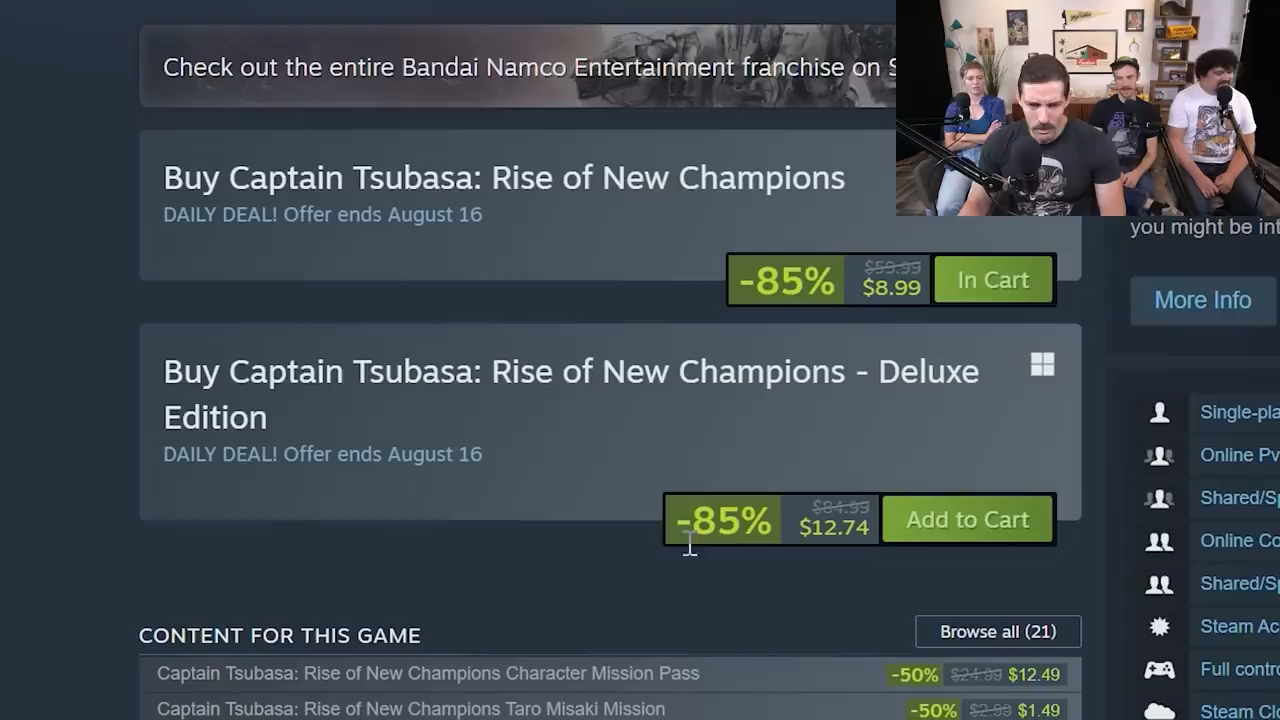 Check out the entire Bandai Namco Entertainment franchise on S
Buy Captain Tsubasa: Rise of New Champions
DAILY DEAL! Offer ends August 16
-85%
$59.99
$8.99
In Cart
Buy Captain Tsubasa: Rise of New Champions - Deluxe
Edition
DAILY DEAL! Offer ends August 16
-85%
$84.99
$12.74
Add to Cart
CONTENT FOR THIS GAME
Browse all (21)
Captain Tsubasa: Rise of New Champions Character Mission Pass
-50% $24.99 $12.49
Captain Tsubasa: Rise of New Champions Taro Misaki Mission
-50% $2.99 $1.49
you might be int
More Info
Single-pla
Online Pv
Shared/Sp
Online Co
Shared/Sp
Steam Ac
Full contro
Steam Clo